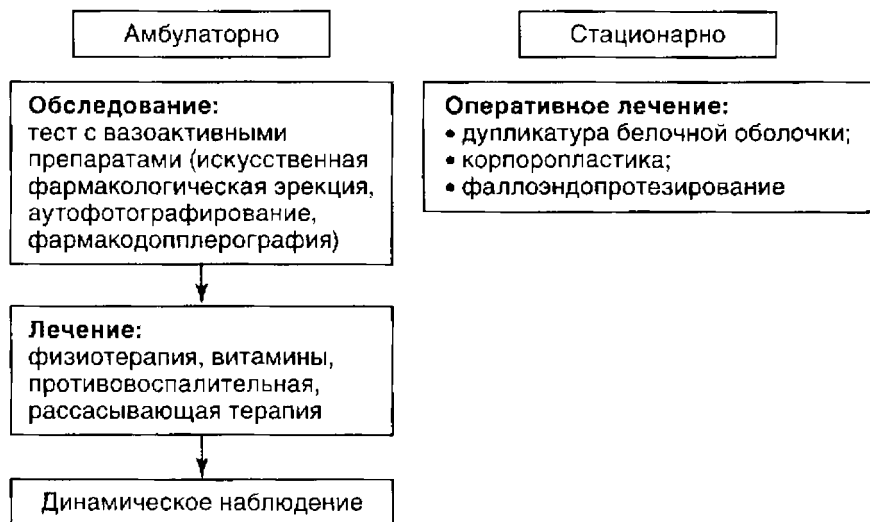 Амбулаторно
Обследование:
тест с вазоактивными
препаратами (искусственная
фармакологическая эрекция,
аутофотографирование,
фармакодопплерография)
Лечение:
физиотерапия, витамины,
противовоспалительная,
рассасывающая терапия
Динамическое наблюдение
Стационарно
Оперативное лечение:
• дупликатура белочной оболочки;
• корпоропластика;
• фаллоэндопротезирование